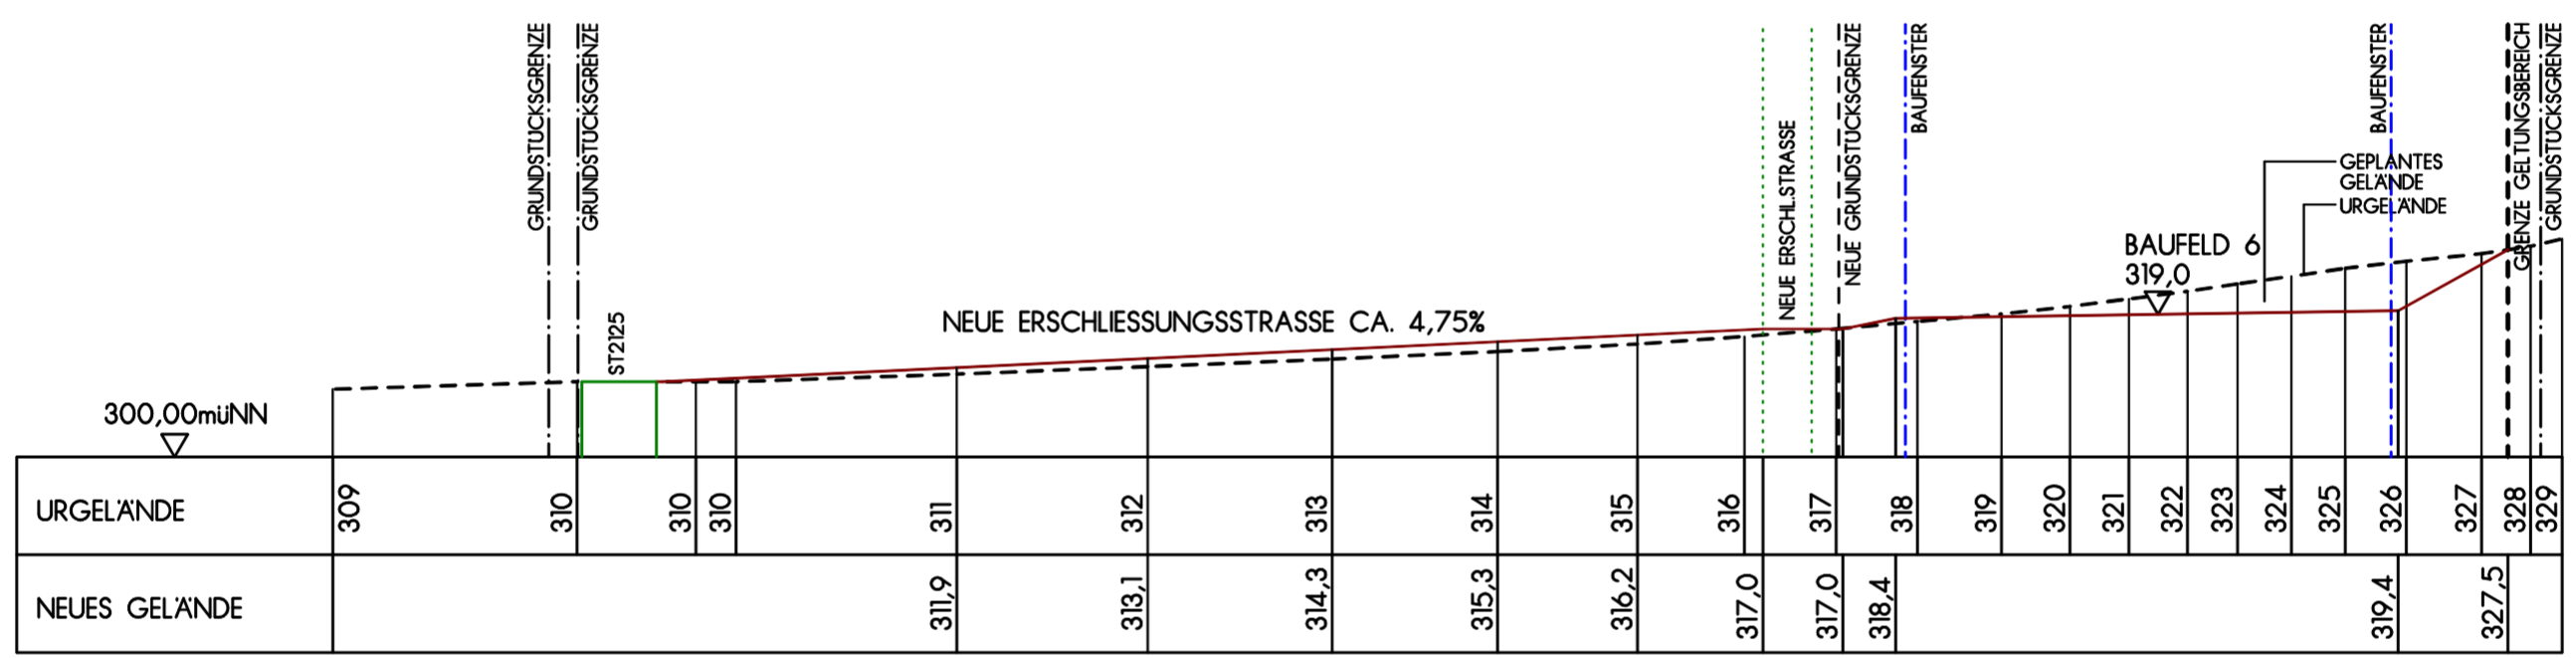 GRUNDSTÜCKSGRENZE
GRUNDSTÜCKSGRENZE
ST2125
NEUE ERSCHL.STRASSE
NEUE GRUNDSTÜCKSGRENZE
BAUFENSTER
BAUFENSTER
GRENZE GELTUNGSBEREICH
GRUNDSTÜCKSGRENZE
GEPLANTES
GELÄNDE
URGELÄNDE
BAUFELD 6
319,0
NEUE ERSCHLIESSUNGSSTRASSE CA. 4,75%
300,00müNN
URGELÄNDE 309 310 310 310 311 312 313 314 315 316 317 318 319 320 321 322 323 324 325 326 327 328 329
NEUES GELÄNDE 311,9 313,1 314,3 315,3 316,2 317,0 317,0 318,4 319,4 327,5